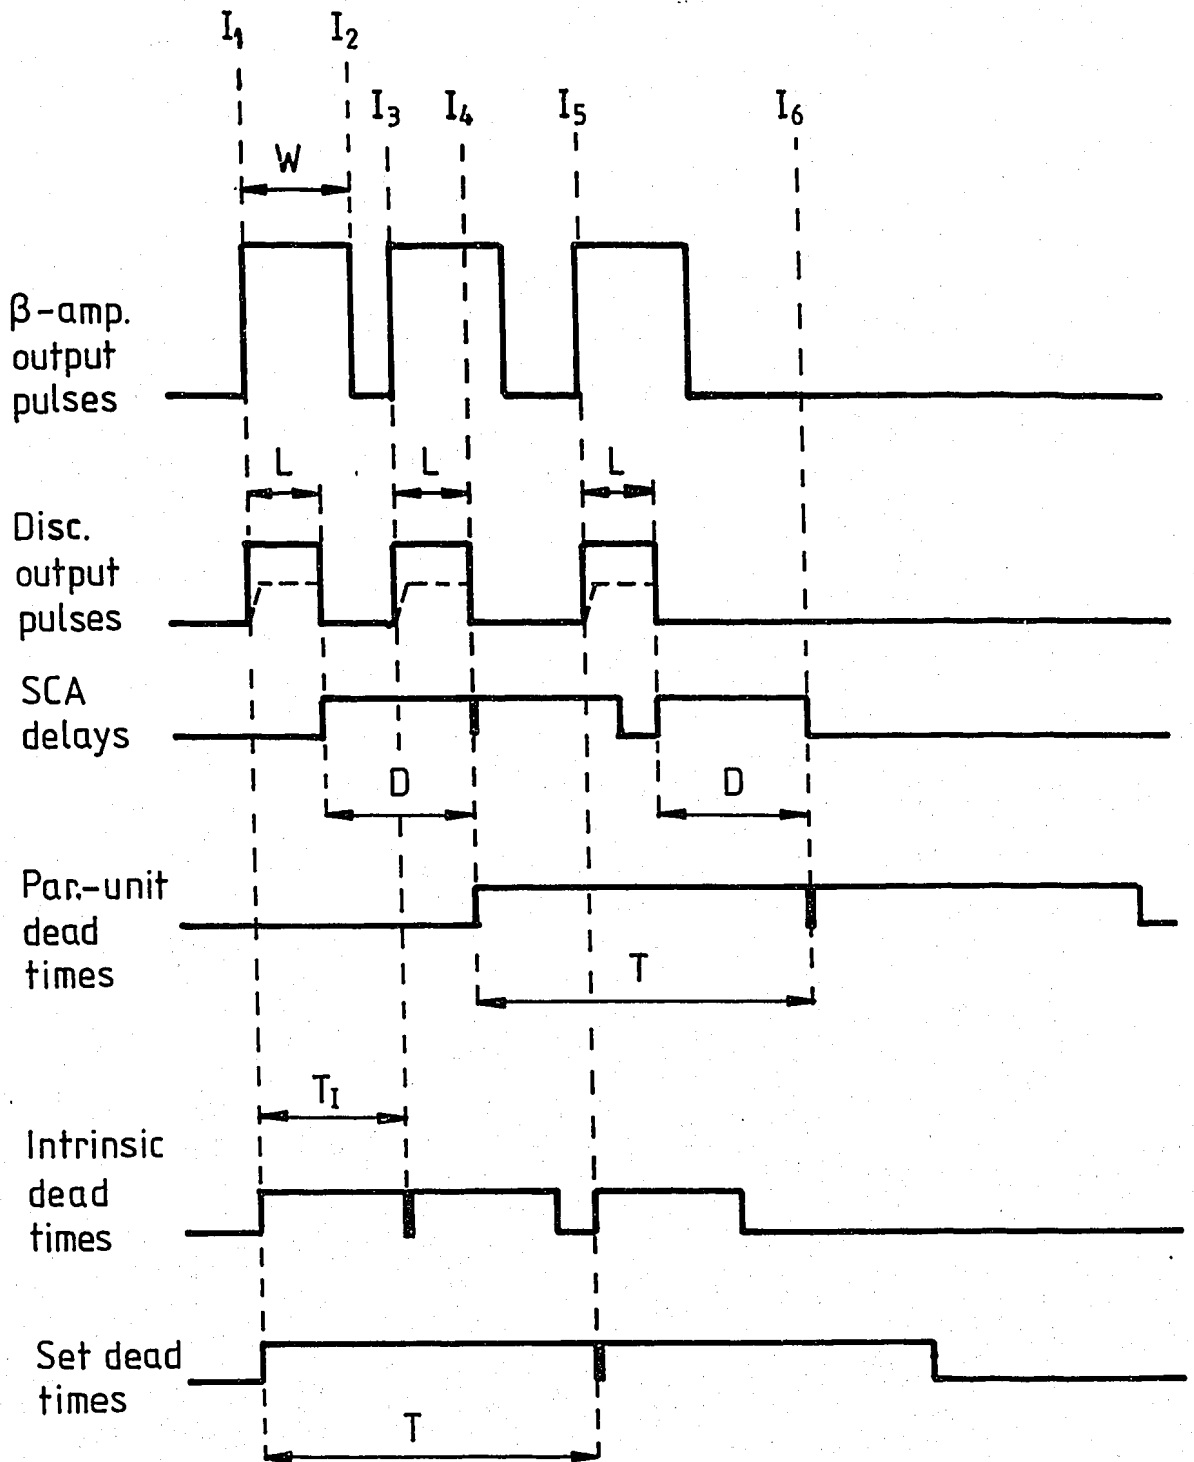 I1
I2
I3
I4
I5
I6
W
β-amp.
output
pulses
L
L
L
Disc.
output
pulses
SCA
delays
D
D
Par.-unit
dead
times
T
TI
Intrinsic
dead
times
Set dead
times
T